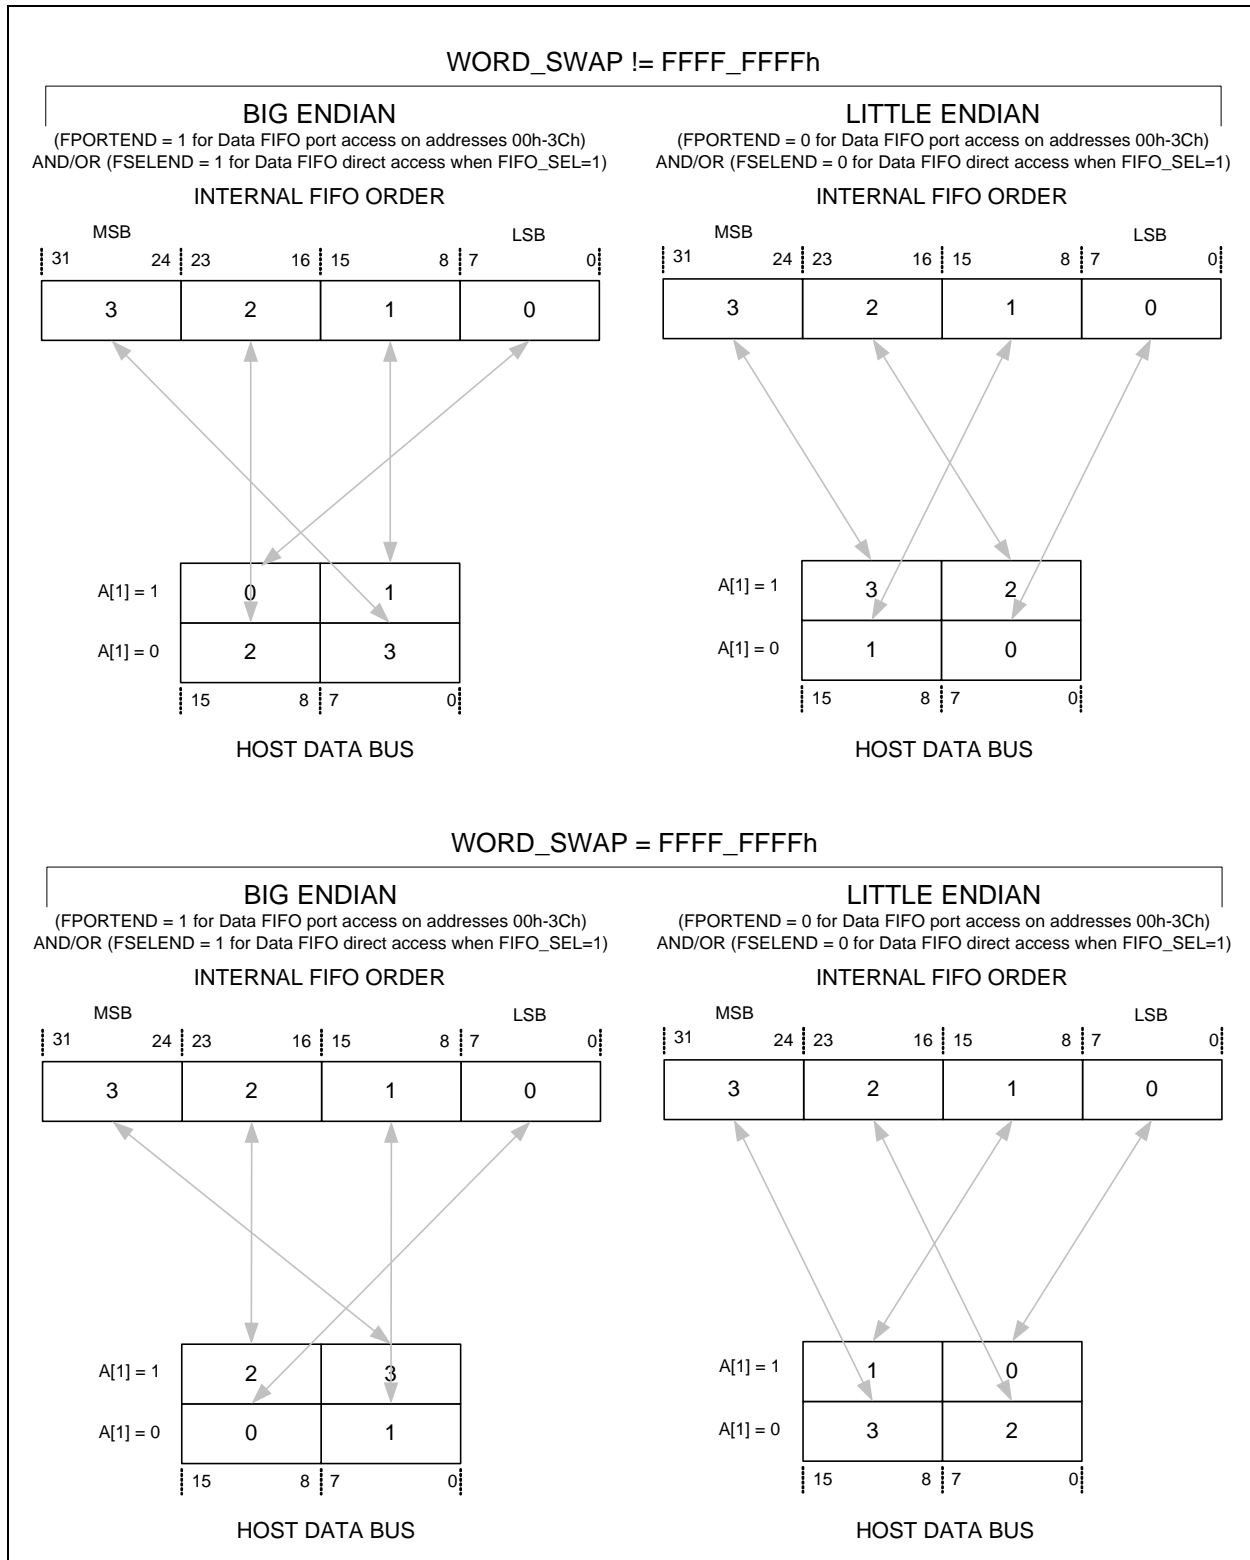 WORD_SWAP != FFFF_FFFFh
BIG ENDIAN
(FPORTEND = 1 for Data FIFO port access on addresses 00h-3Ch)
AND/OR (FSELEND = 1 for Data FIFO direct access when FIFO_SEL=1)
INTERNAL FIFO ORDER
MSB LSB
31 24 23 16 15 8 7 0
3 2 1 0
A[1] = 1 0 1
A[1] = 0 2 3
15 8 7 0
HOST DATA BUS
LITTLE ENDIAN
(FPORTEND = 0 for Data FIFO port access on addresses 00h-3Ch)
AND/OR (FSELEND = 0 for Data FIFO direct access when FIFO_SEL=1)
INTERNAL FIFO ORDER
MSB LSB
31 24 23 16 15 8 7 0
3 2 1 0
A[1] = 1 3 2
A[1] = 0 1 0
15 8 7 0
HOST DATA BUS
WORD_SWAP = FFFF_FFFFh
BIG ENDIAN
(FPORTEND = 1 for Data FIFO port access on addresses 00h-3Ch)
AND/OR (FSELEND = 1 for Data FIFO direct access when FIFO_SEL=1)
INTERNAL FIFO ORDER
MSB LSB
31 24 23 16 15 8 7 0
3 2 1 0
A[1] = 1 2 3
A[1] = 0 0 1
15 8 7 0
HOST DATA BUS
LITTLE ENDIAN
(FPORTEND = 0 for Data FIFO port access on addresses 00h-3Ch)
AND/OR (FSELEND = 0 for Data FIFO direct access when FIFO_SEL=1)
INTERNAL FIFO ORDER
MSB LSB
31 24 23 16 15 8 7 0
3 2 1 0
A[1] = 1 1 0
A[1] = 0 3 2
15 8 7 0
HOST DATA BUS